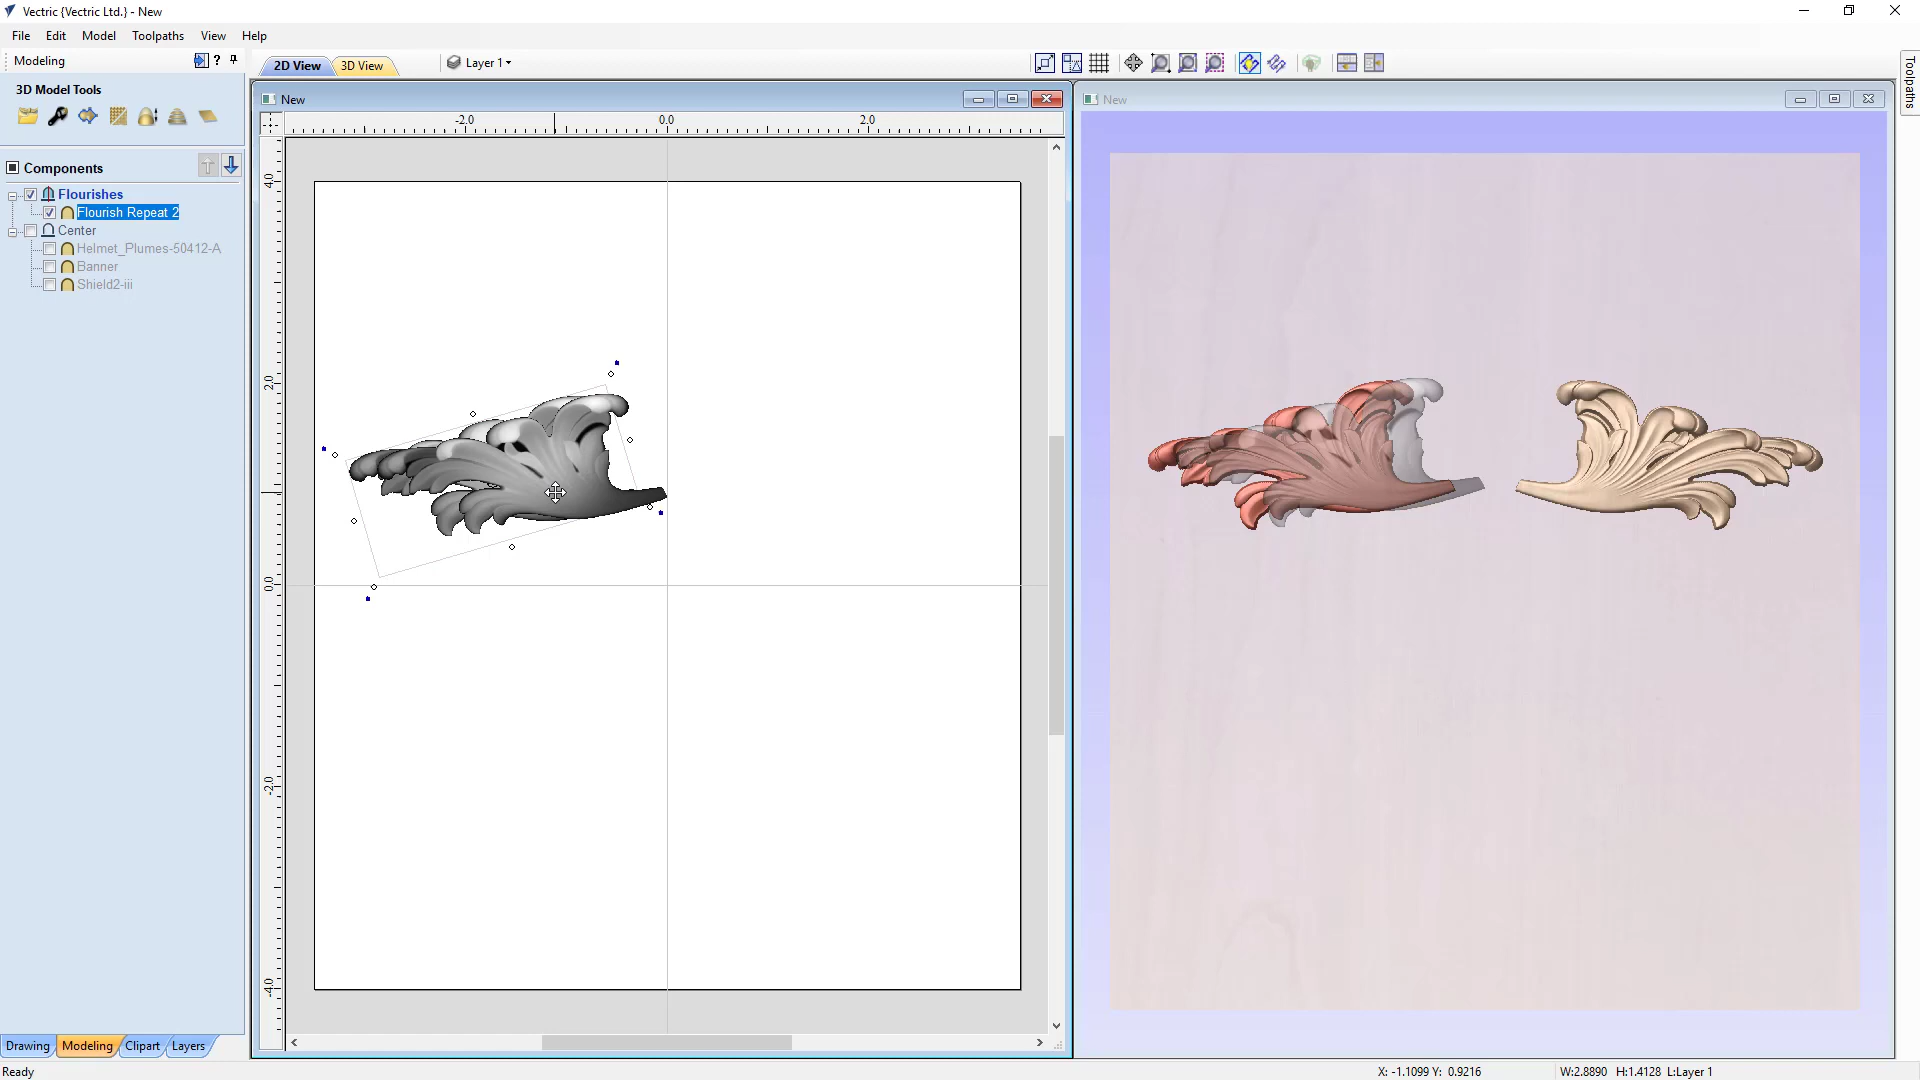 Vectric {Vectric Ltd.} - New
File Edit Model Toolpaths View Help
Modeling ?
2D View 3D View Layer 1
Toolpaths
3D Model Tools
New
New
-2.0 0.0 2.0
Components
Flourishes
Flourish Repeat 2
Center
Helmet_Plumes-50412-A
Banner
Shield2-iii
4.0
2.0
0.0
-2.0
-4.0
Drawing Modeling Clipart Layers
Ready
X: -1.1099 Y: 0.9216
W:2.8890 H:1.4128 L:Layer 1